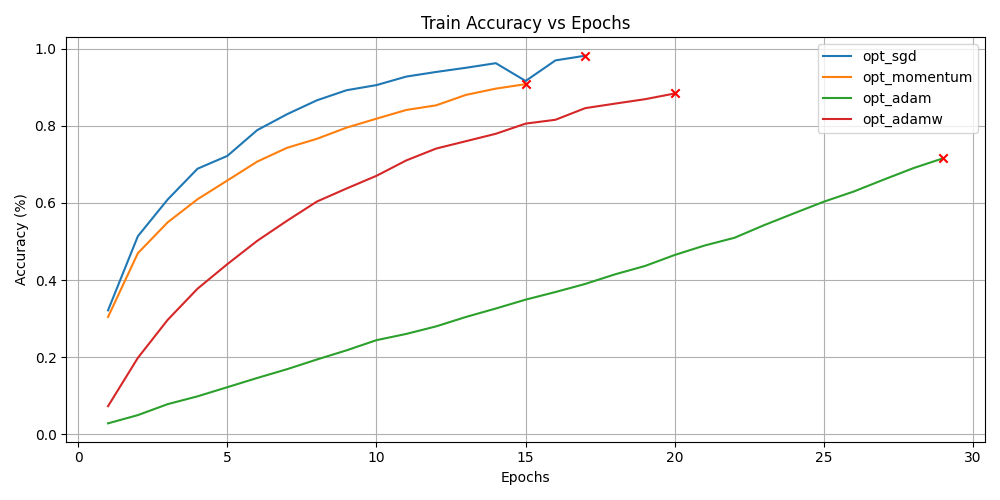 Train Accuracy vs Epochs
Accuracy (%)
1.0
0.8
0.6
0.4
0.2
0.0
0 5 10 15 20 25 30
Epochs
opt_sgd
opt_momentum
opt_adam
opt_adamw